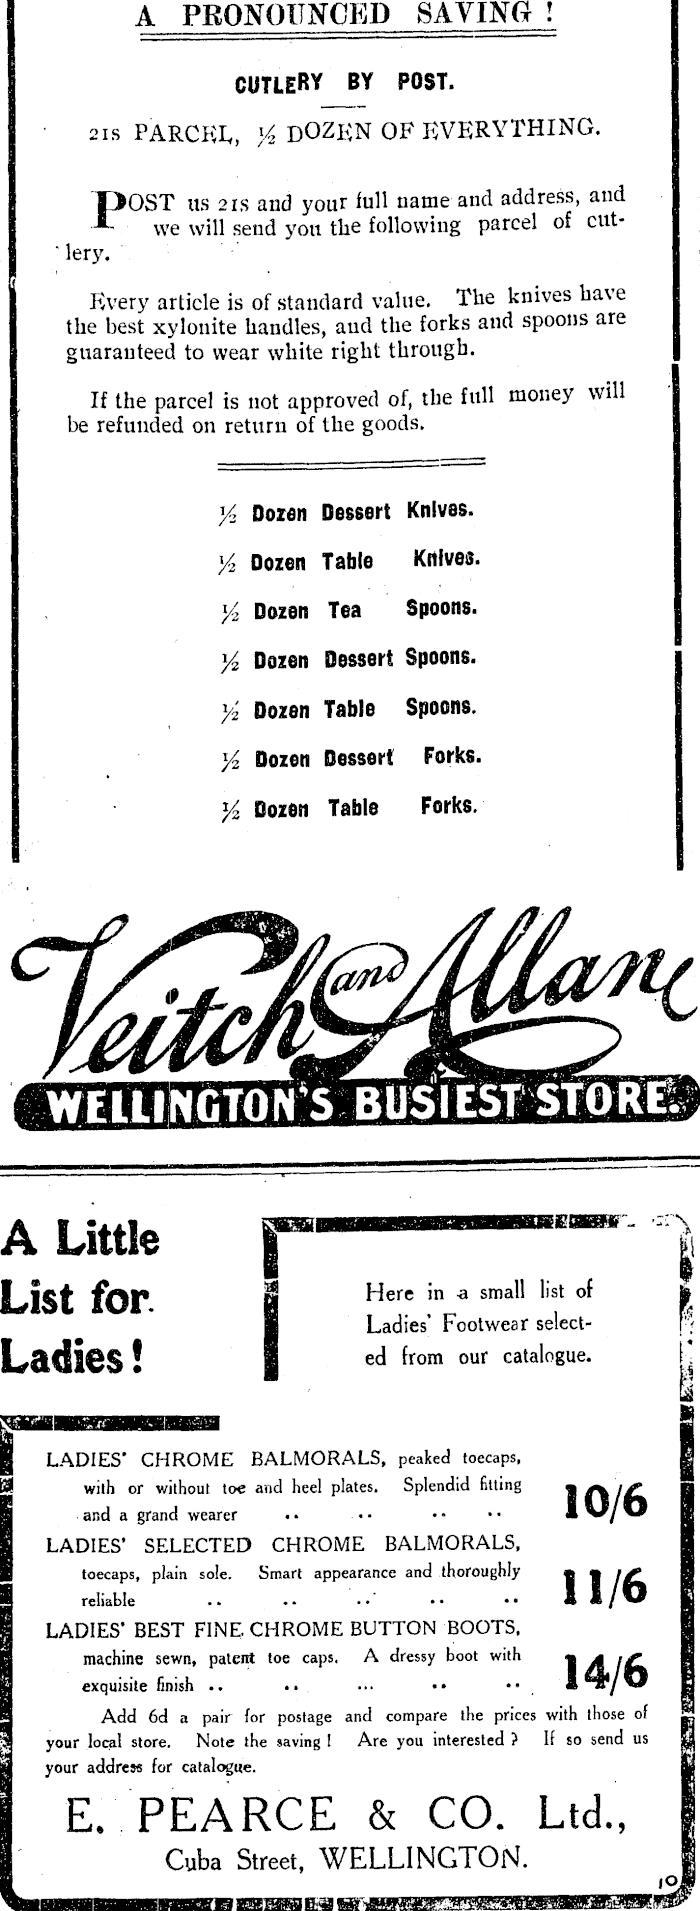 A PRONOUNCED SAVING!
CUTLERY BY POST.
21S PARCEL, ½ DOZEN OF EVERYTHING.
POST us 21s and your full name and address, and
we will send you the following parcel of cut-
lery.
Every article is of standard value. The knives have
the best xylonite handles, and the forks and spoons are
guaranteed to wear white right through.
If the parcel is not approved of, the full money will
be refunded on return of the goods.
½ Dozen Dessert Knives.
½ Dozen Table Knives.
½ Dozen Tea Spoons.
½ Dozen Dessert Spoons.
½ Dozen Table Spoons.
½ Dozen Dessert Forks.
½ Dozen Table Forks.
Veitch and Allan
WELLINGTON'S BUSIEST STORE.
A Little
List for
Ladies!
Here in a small list of
Ladies' Footwear select-
ed from our catalogue.
LADIES' CHROME BALMORALS, peaked toecaps,
with or without toe and heel plates. Splendid fitting
and a grand wearer .. .. .. .. 10/6
LADIES' SELECTED CHROME BALMORALS,
toecaps, plain sole. Smart appearance and thoroughly
reliable .. .. .. .. .. 11/6
LADIES' BEST FINE CHROME BUTTON BOOTS,
machine sewn, patent toe caps. A dressy boot with
exquisite finish .. .. ... .. .. 14/6
Add 6d a pair for postage and compare the prices with those of
your local store. Note the saving! Are you interested? If so send us
your address for catalogue.
E. PEARCE & CO. Ltd.,
Cuba Street, WELLINGTON.
10